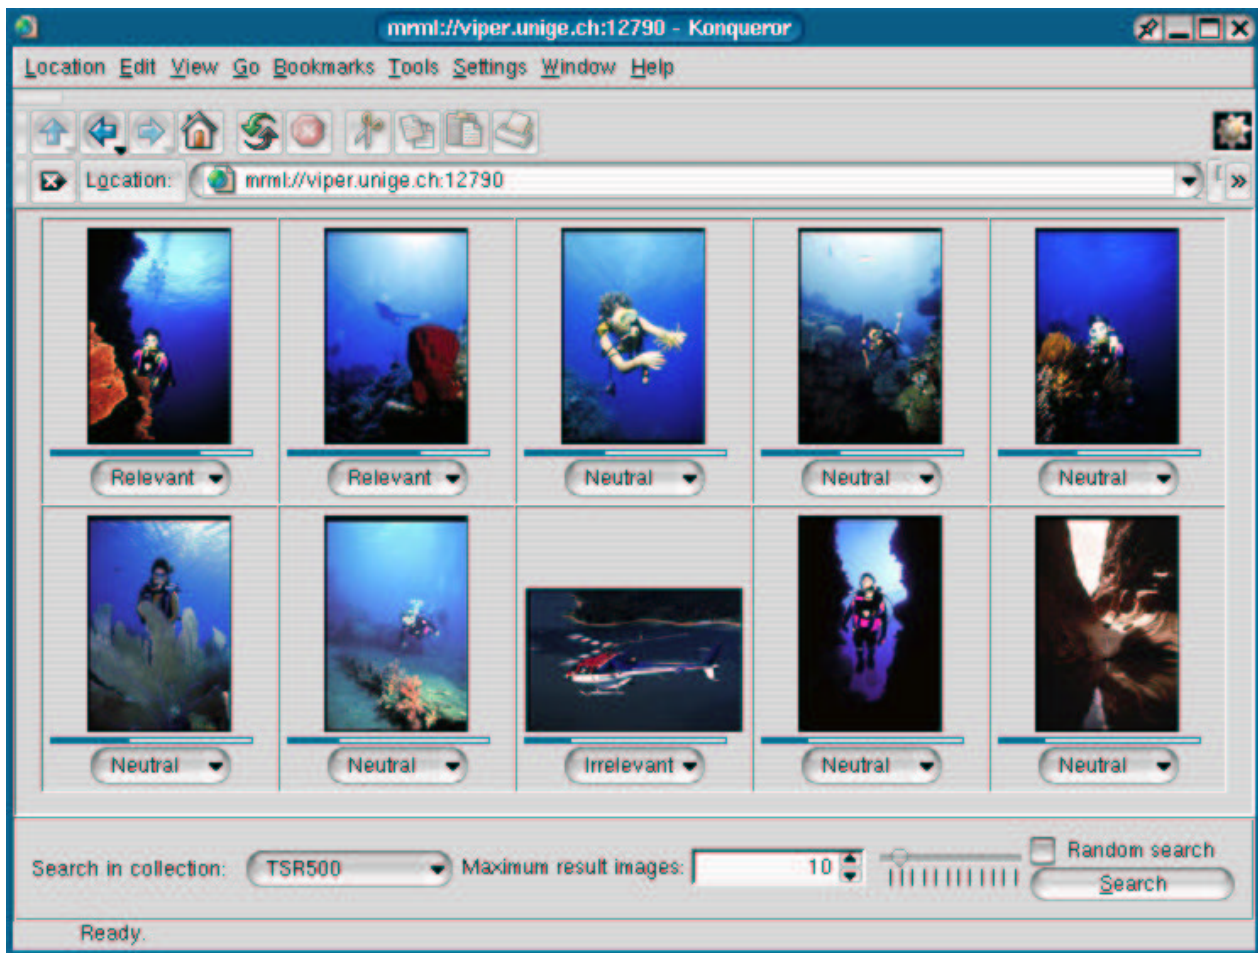 mrml://viper.unige.ch:12790 - Konqueror
Location Edit View Go Bookmarks Tools Settings Window Help
Location: mrml://viper.unige.ch:12790
Relevant Relevant Neutral Neutral Neutral
Neutral Neutral Irrelevant Neutral Neutral
Search in collection: TSR500 Maximum result images: 10 Random search
Search
Ready.